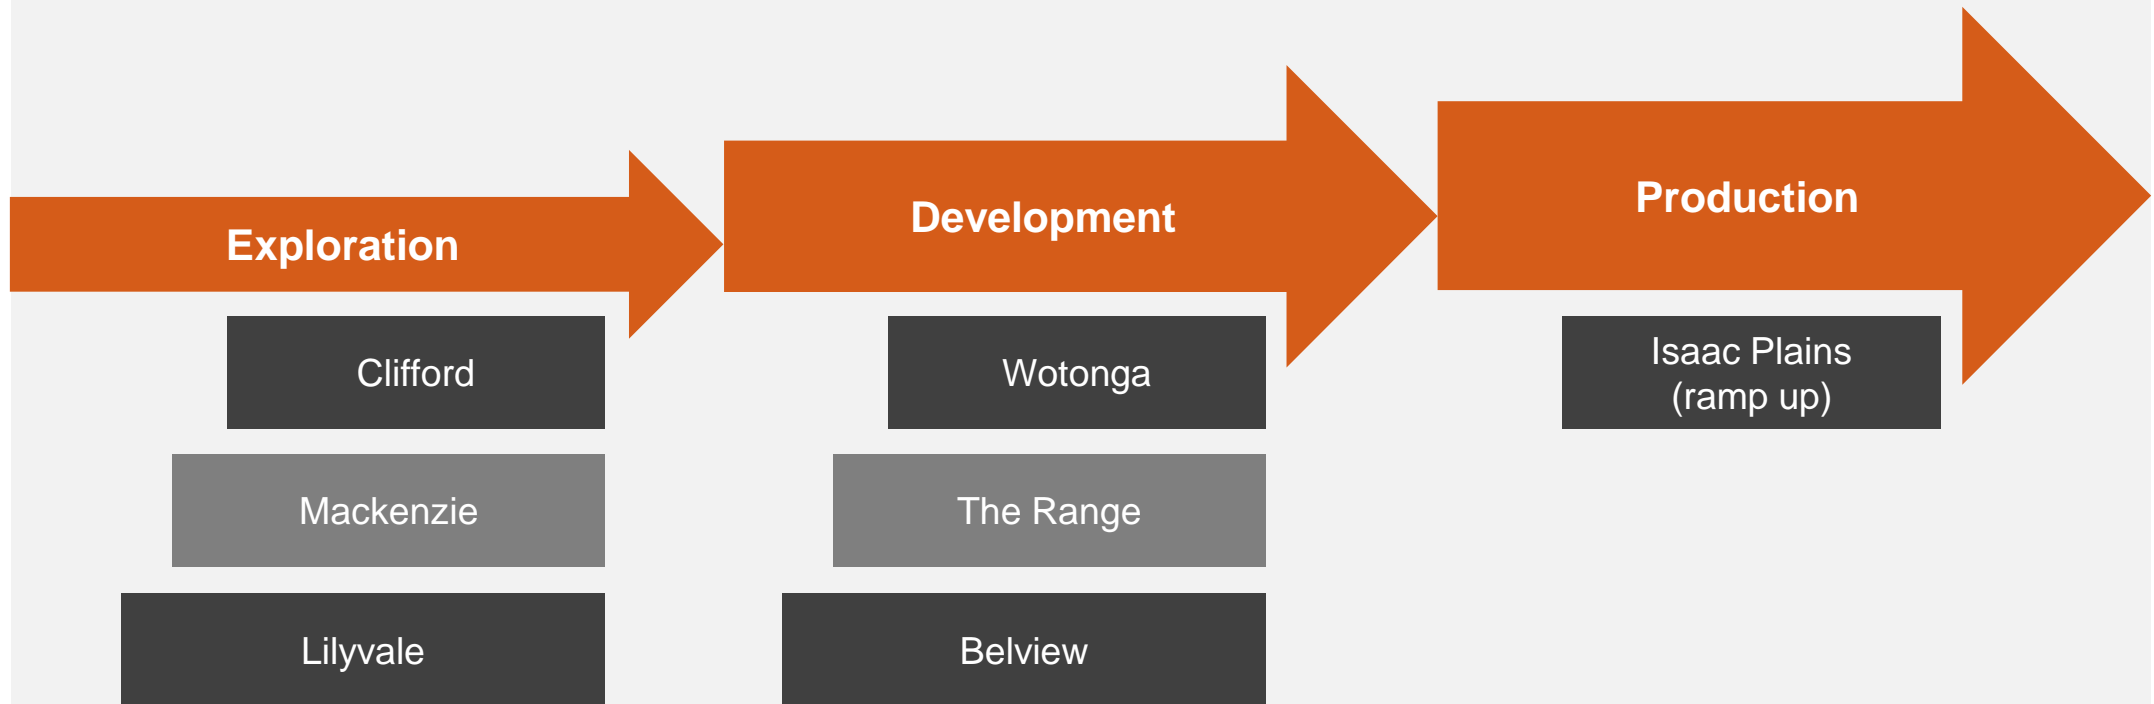 Exploration
Development
Production
Clifford
Wotonga
Isaac Plains
(ramp up)
Mackenzie
The Range
Lilyvale
Belview